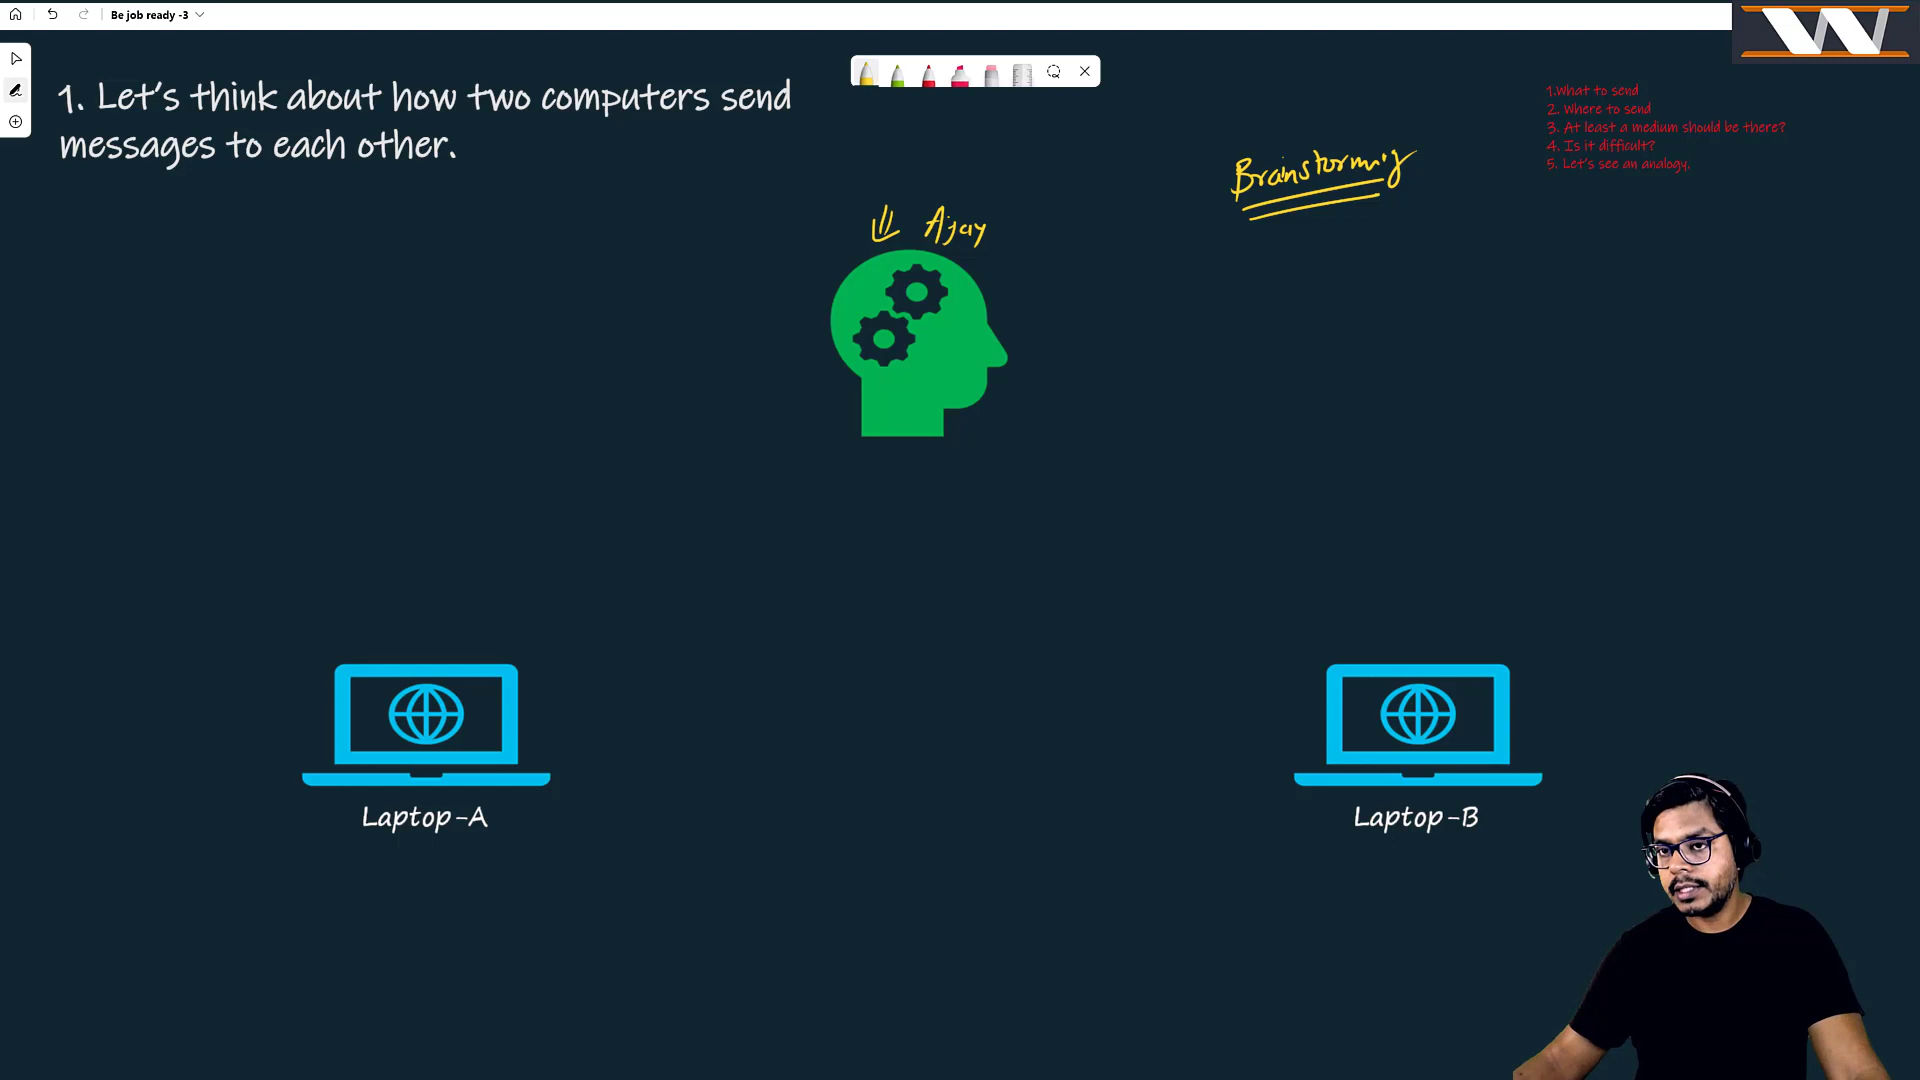 Be job ready -3
1. Let's think about how two computers send
messages to each other.
1.What to send
2. Where to send
3. At least a medium should be there?
4. Is it difficult?
5. Let's see an analogy.
Brainstorming
Ajay
Laptop-A
Laptop-B